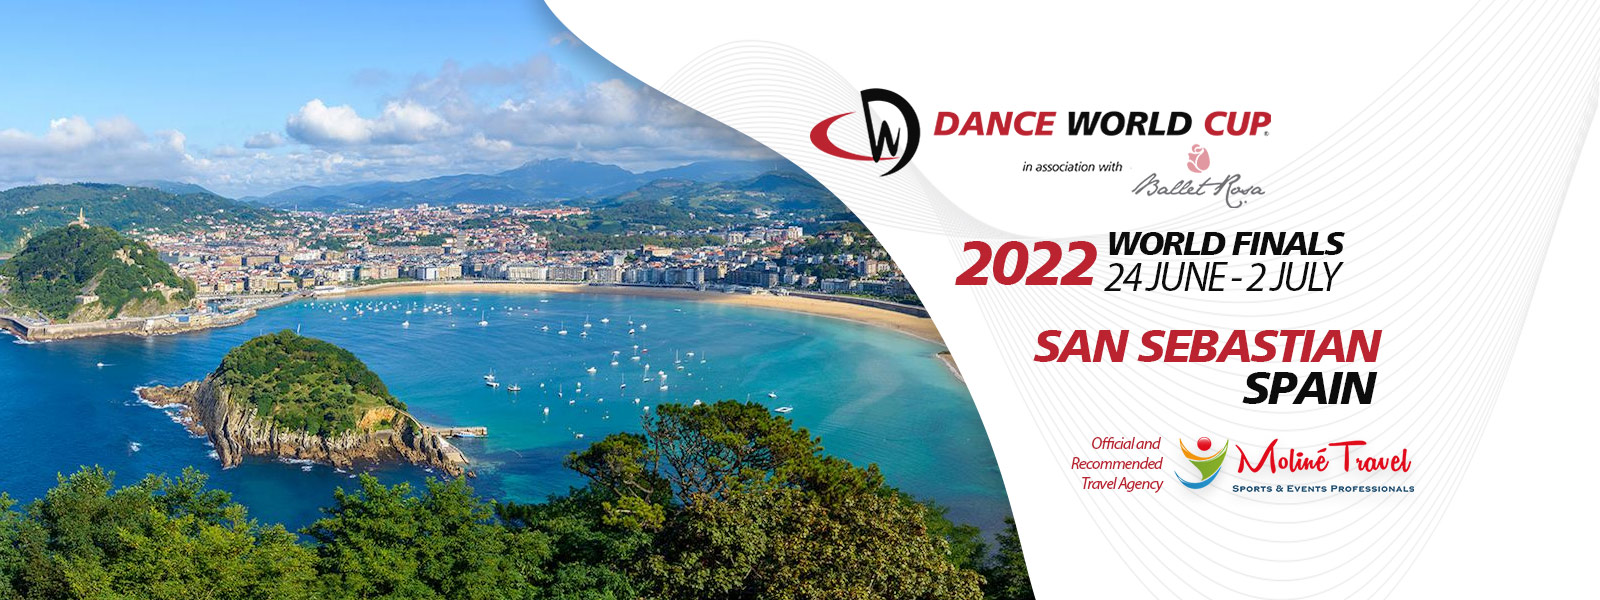 DANCE WORLD CUP®
in association with
Ballet Rosa
2022 WORLD FINALS
24 JUNE - 2 JULY
SAN SEBASTIAN
SPAIN
Official and
Recommended
Travel Agency
Moliné Travel
SPORTS & EVENTS PROFESSIONALS